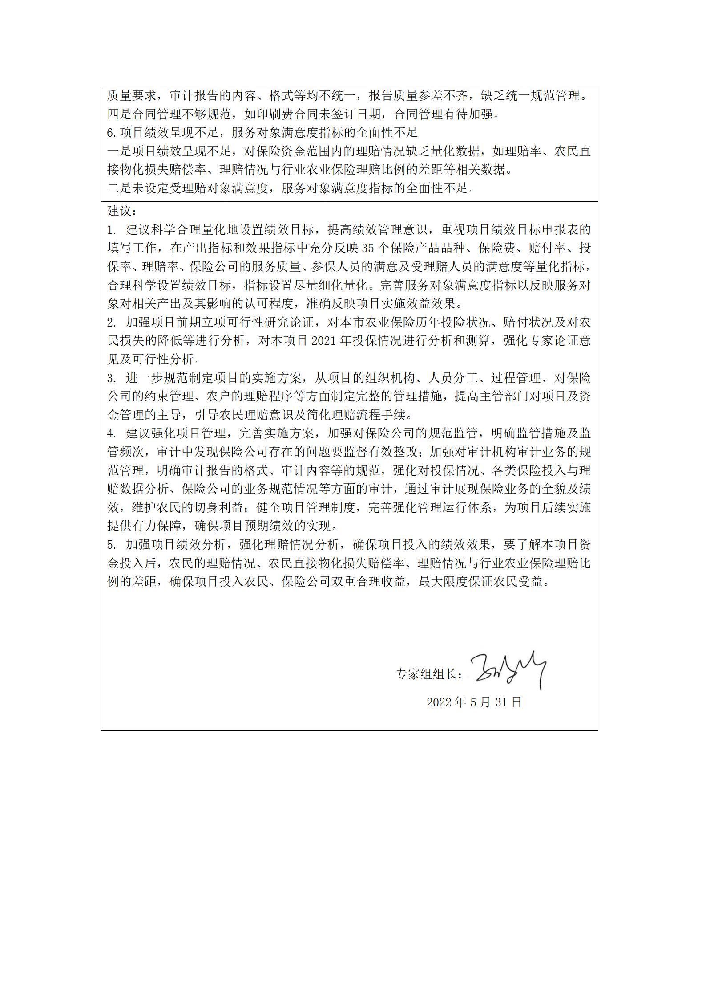 质量要求，审计报告的内容、格式等均不统一，报告质量参差不齐，缺乏统一规范管理。
四是合同管理不够规范，如印刷费合同未签订日期，合同管理有待加强。
6.项目绩效呈现不足，服务对象满意度指标的全面性不足
一是项目绩效呈现不足，对保险资金范围内的理赔情况缺乏量化数据，如理赔率、农民直
接物化损失赔偿率、理赔情况与行业农业保险理赔比例的差距等相关数据。
二是未设定受理赔对象满意度，服务对象满意度指标的全面性不足。
建议：
1. 建议科学合理量化地设置绩效目标，提高绩效管理意识，重视项目绩效目标申报表的
填写工作，在产出指标和效果指标中充分反映 35 个保险产品品种、保险费、赔付率、投
保率、理赔率、保险公司的服务质量、参保人员的满意及受理赔人员的满意度等量化指标，
合理科学设置绩效目标，指标设置尽量细化量化。完善服务对象满意度指标以反映服务对
象对相关产出及其影响的认可程度，准确反映项目实施效益效果。
2. 加强项目前期立项可行性研究论证，对本市农业保险历年投险状况、赔付状况及对农
民损失的降低等进行分析，对本项目 2021 年投保情况进行分析和测算，强化专家论证意
见及可行性分析。
3. 进一步规范制定项目的实施方案，从项目的组织机构、人员分工、过程管理、对保险
公司的约束管理、农户的理赔程序等方面制定完整的管理措施，提高主管部门对项目及资
金管理的主导，引导农民理赔意识及简化理赔流程手续。
4. 建议强化项目管理，完善实施方案，加强对保险公司的规范监管，明确监管措施及监
管频次，审计中发现保险公司存在的问题要监督有效整改；加强对审计机构审计业务的规
范管理，明确审计报告的格式、审计内容等的规范，强化对投保情况、各类保险投入与理
赔数据分析、保险公司的业务规范情况等方面的审计，通过审计展现保险业务的全貌及绩
效，维护农民的切身利益；健全项目管理制度，完善强化管理运行体系，为项目后续实施
提供有力保障，确保项目预期绩效的实现。
5. 加强项目绩效分析，强化理赔情况分析，确保项目投入的绩效效果，要了解本项目资
金投入后，农民的理赔情况、农民直接物化损失赔偿率、理赔情况与行业农业保险理赔比
例的差距，确保项目投入农民、保险公司双重合理收益，最大限度保证农民受益。
专家组组长：
2022 年 5 月 31 日